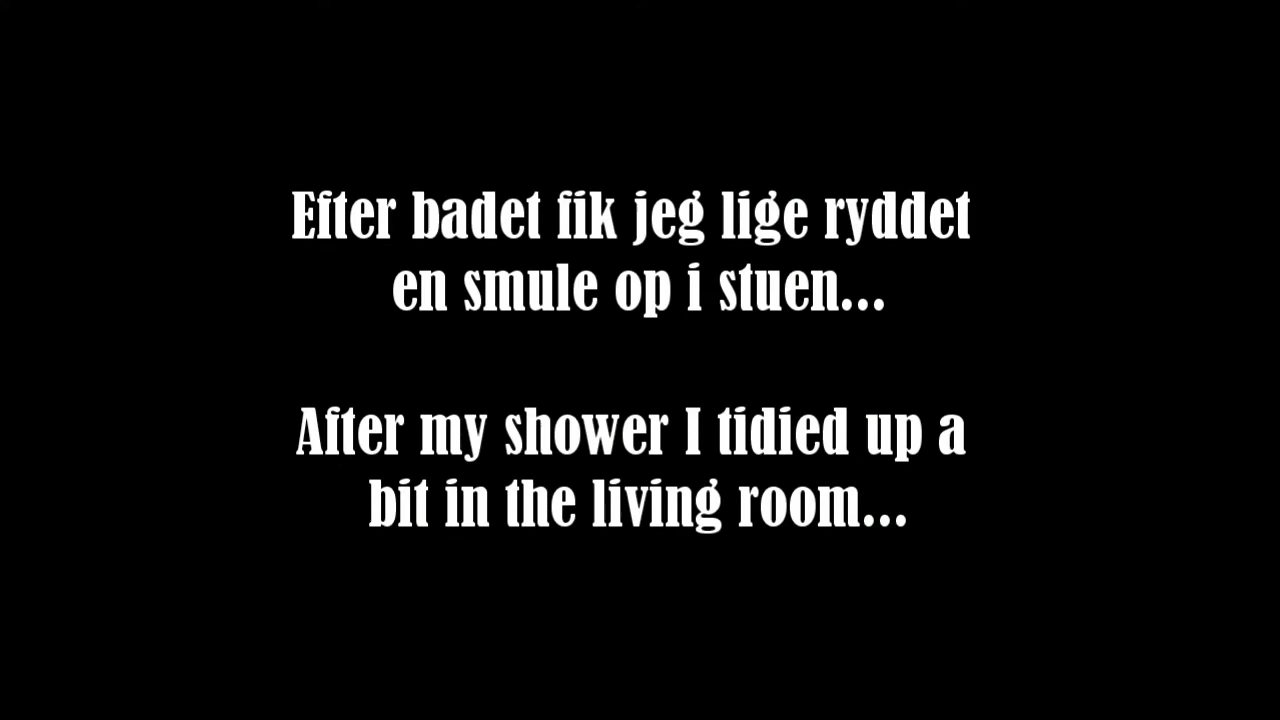 Efter badet fik jeg lige ryddet
en smule op i stuen...
After my shower I tidied up a
bit in the living room...